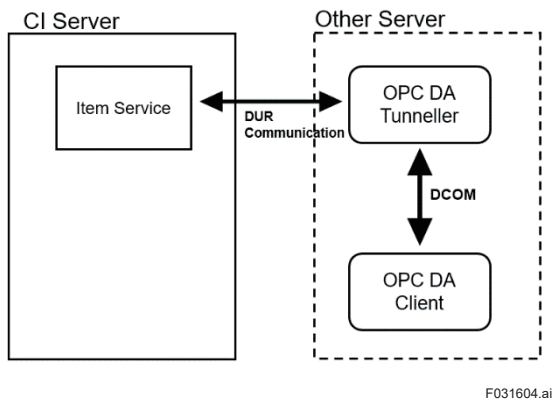 CI Server
Other Server
Item Service
DUR
Communication
OPC DA
Tunneller
DCOM
OPC DA
Client
F031604.ai